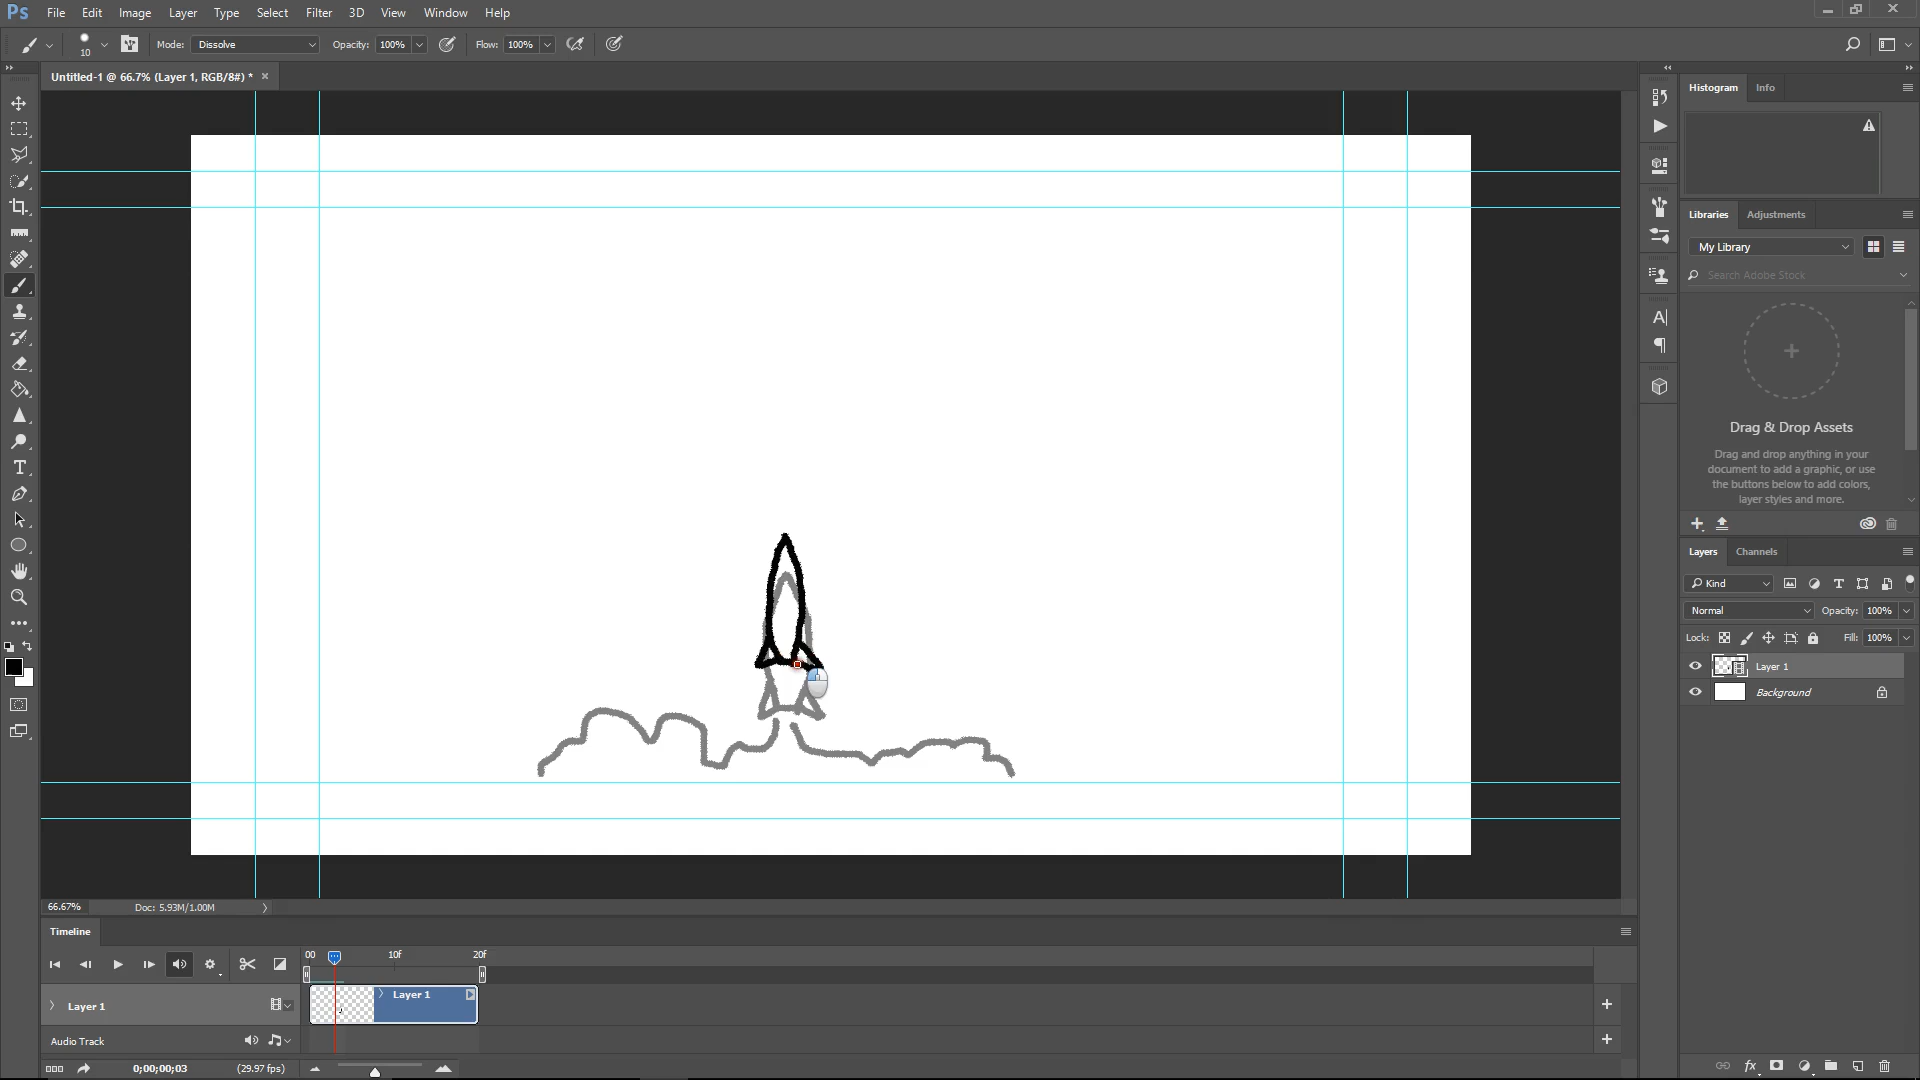 Ps File Edit Image Layer Type Select Filter 3D View Window Help
10 Mode: Dissolve Opacity: 100% Flow: 100%
Untitled-1 @ 66.7% (Layer 1, RGB/8#) * ×
Histogram Info
Libraries Adjustments
My Library
Search Adobe Stock
Drag & Drop Assets
Drag and drop anything in your
document to add a graphic, or use
the buttons below to add colors,
layer styles and more.
Layers Channels
Kind
Normal Opacity: 100%
Lock: Fill: 100%
Layer 1
Background
66.67% Doc: 5.93M/1.00M
Timeline
00 10f 20f
Layer 1 Layer 1
Audio Track
0;00;00;03 (29.97 fps)